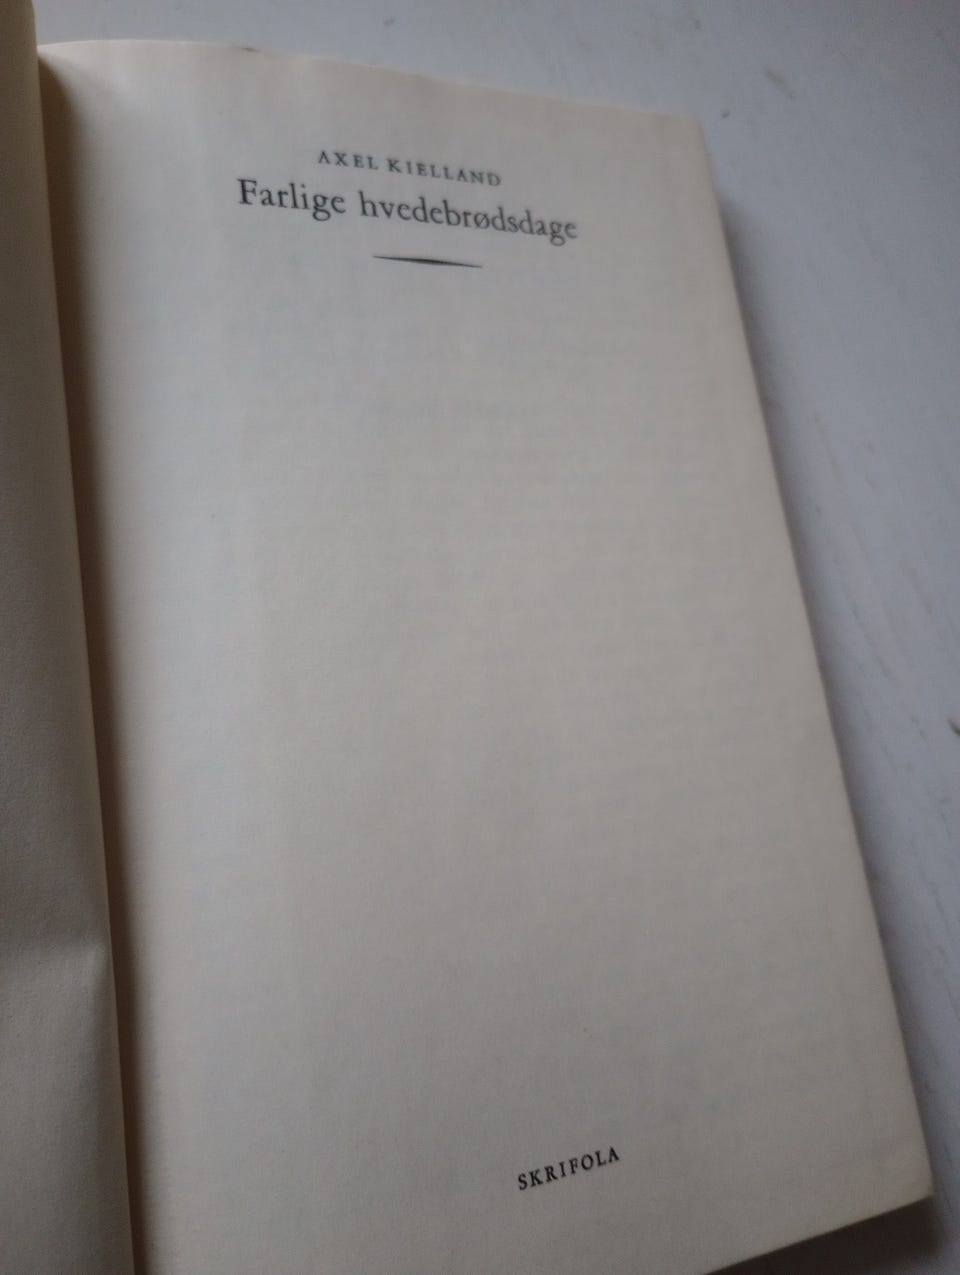 AXEL KIELLAND
Farlige hvedebrødsdage
SKRIFOLA